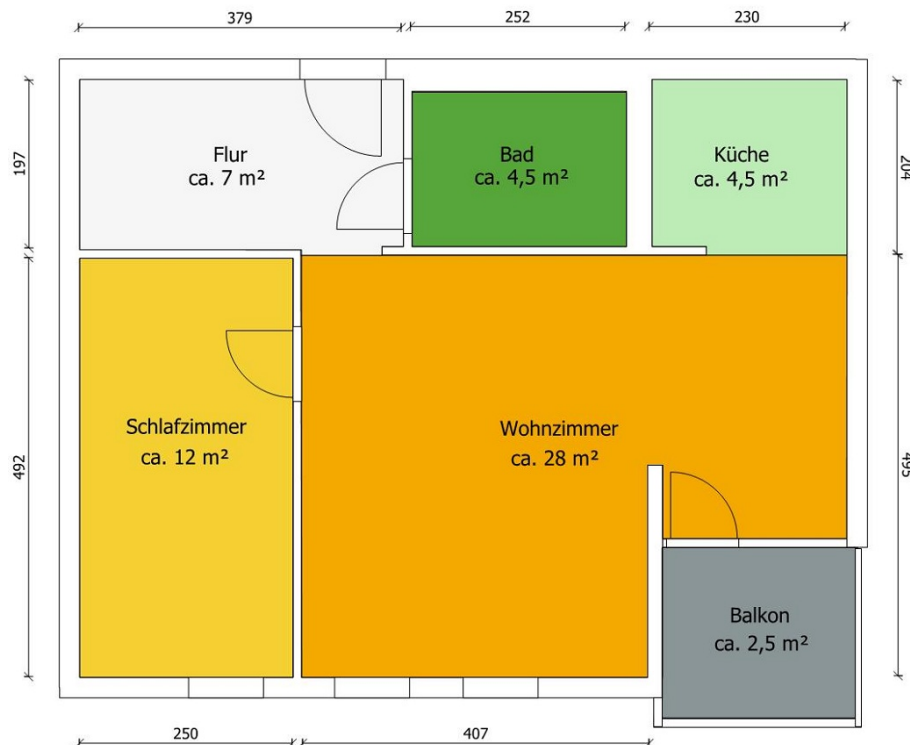 379
252
230
197
Flur
ca. 7 m²
Bad
ca. 4,5 m²
Küche
ca. 4,5 m²
204
492
Schlafzimmer
ca. 12 m²
Wohnzimmer
ca. 28 m²
495
Balkon
ca. 2,5 m²
250
407